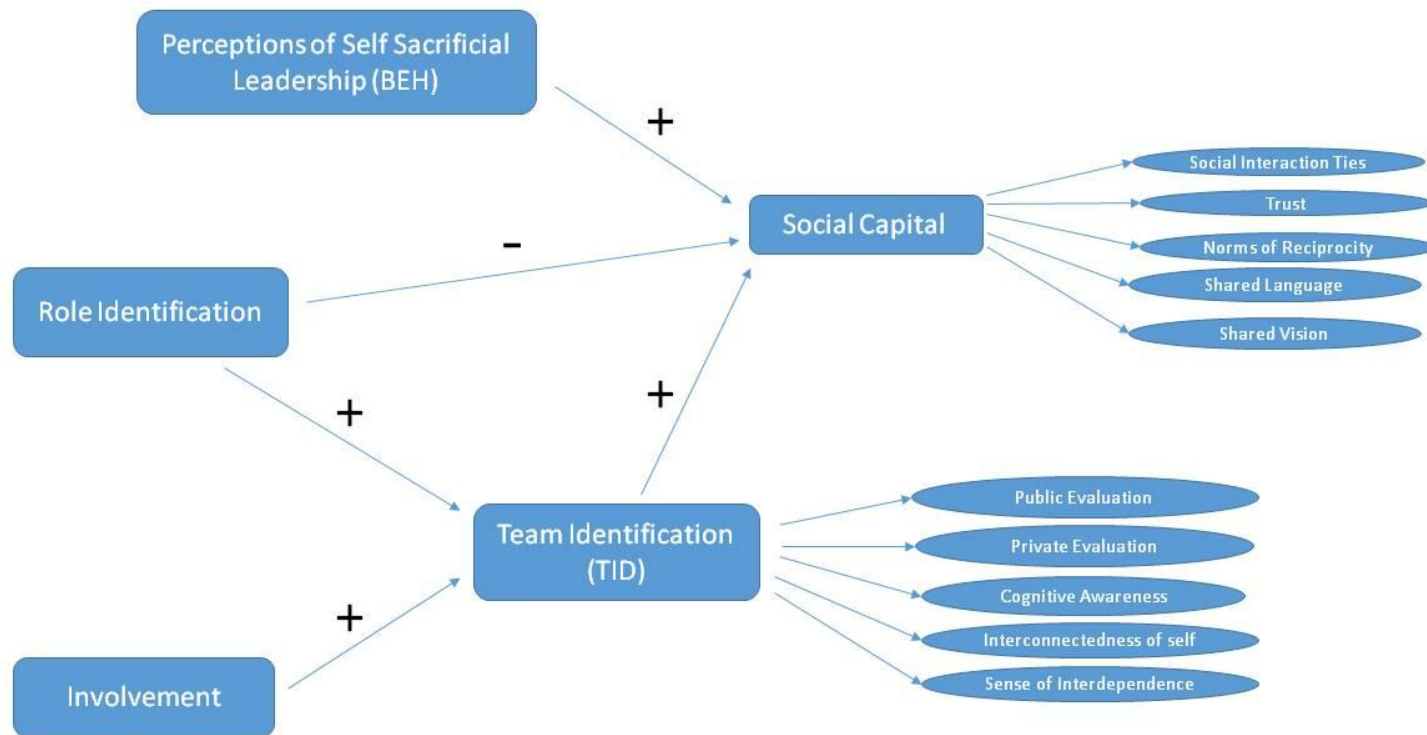 Perceptions of Self Sacrificial
Leadership (BEH)
+
Social Interaction Ties
Trust
Social Capital
Norms of Reciprocity
-
Shared Language
Role Identification
Shared Vision
+
+
Public Evaluation
Team Identification
(TID)
Private Evaluation
Cognitive Awareness
+
Interconnectedness of self
Involvement
Sense of Interdependence